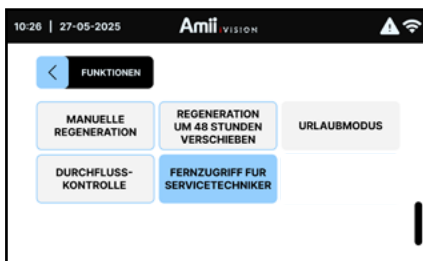 10:26 | 27-05-2025 Amii VISION
FUNKTIONEN
MANUELLE
REGENERATION
REGENERATION
UM 48 STUNDEN
VERSCHIEBEN
URLAUBMODUS
DURCHFLUSS-
KONTROLLE
FERNZUGRIFF FUR
SERVICETECHNIKER